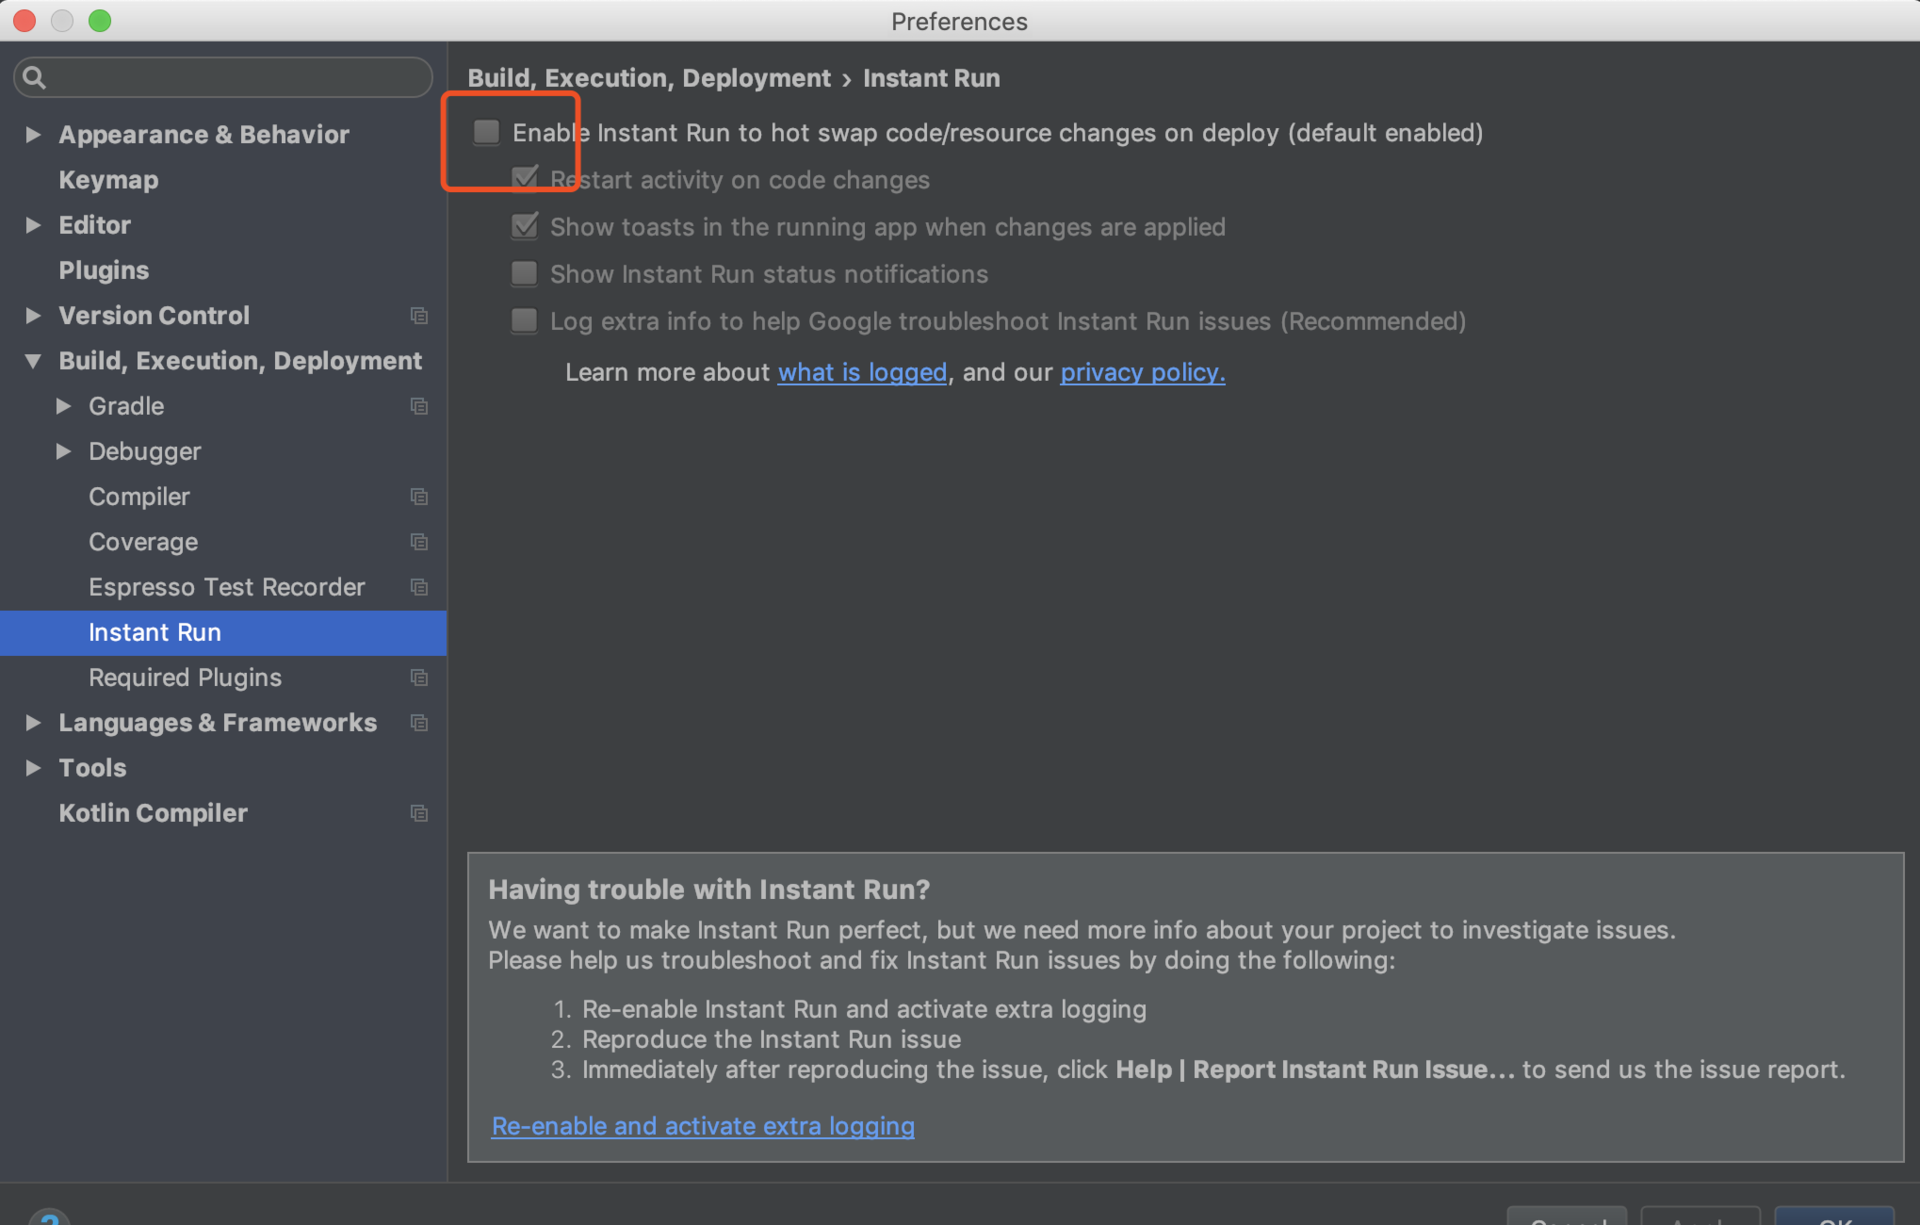 Preferences
Build, Execution, Deployment › Instant Run
Appearance & Behavior
Keymap
Editor
Plugins
Version Control
Build, Execution, Deployment
Gradle
Debugger
Compiler
Coverage
Espresso Test Recorder
Instant Run
Required Plugins
Languages & Frameworks
Tools
Kotlin Compiler
Enable Instant Run to hot swap code/resource changes on deploy (default enabled)
Restart activity on code changes
Show toasts in the running app when changes are applied
Show Instant Run status notifications
Log extra info to help Google troubleshoot Instant Run issues (Recommended)
Learn more about what is logged, and our privacy policy.
Having trouble with Instant Run?
We want to make Instant Run perfect, but we need more info about your project to investigate issues.
Please help us troubleshoot and fix Instant Run issues by doing the following:
1. Re-enable Instant Run and activate extra logging
2. Reproduce the Instant Run issue
3. Immediately after reproducing the issue, click Help | Report Instant Run Issue... to send us the issue report.
Re-enable and activate extra logging